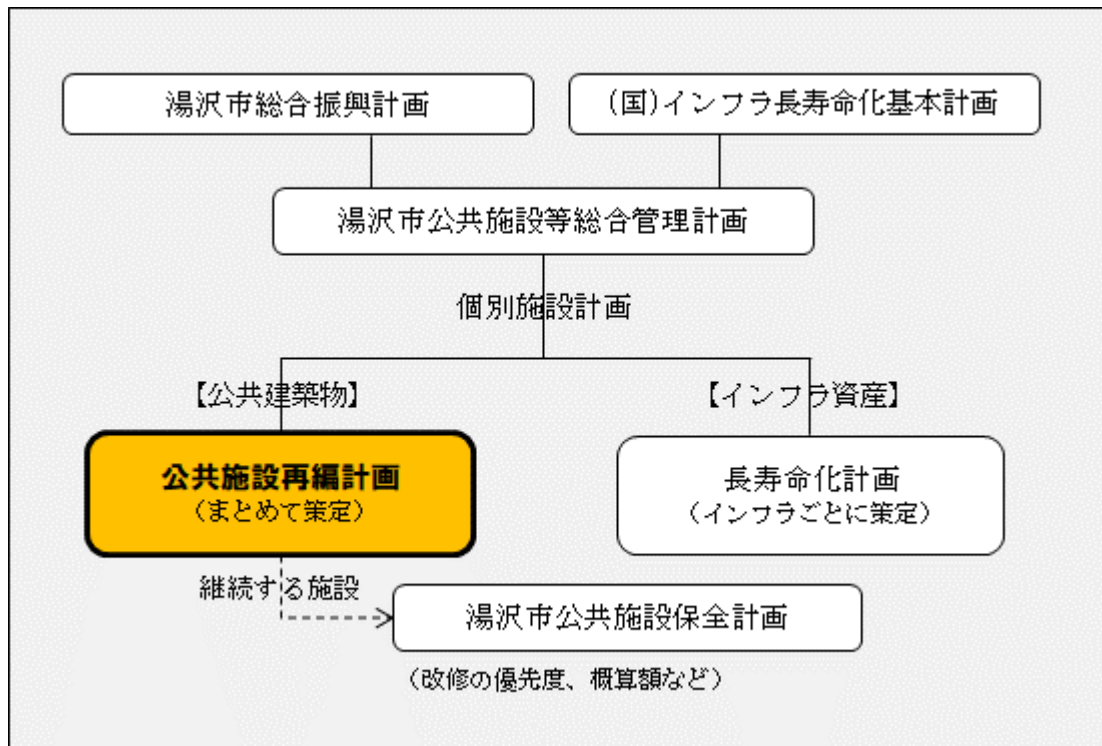 湯沢市総合振興計画
(国)インフラ長寿命化基本計画
湯沢市公共施設等総合管理計画
個別施設計画
【公共建築物】
【インフラ資産】
公共施設再編計画
(まとめて策定)
長寿命化計画
(インフラごとに策定)
継続する施設
湯沢市公共施設保全計画
(改修の優先度、概算額など)